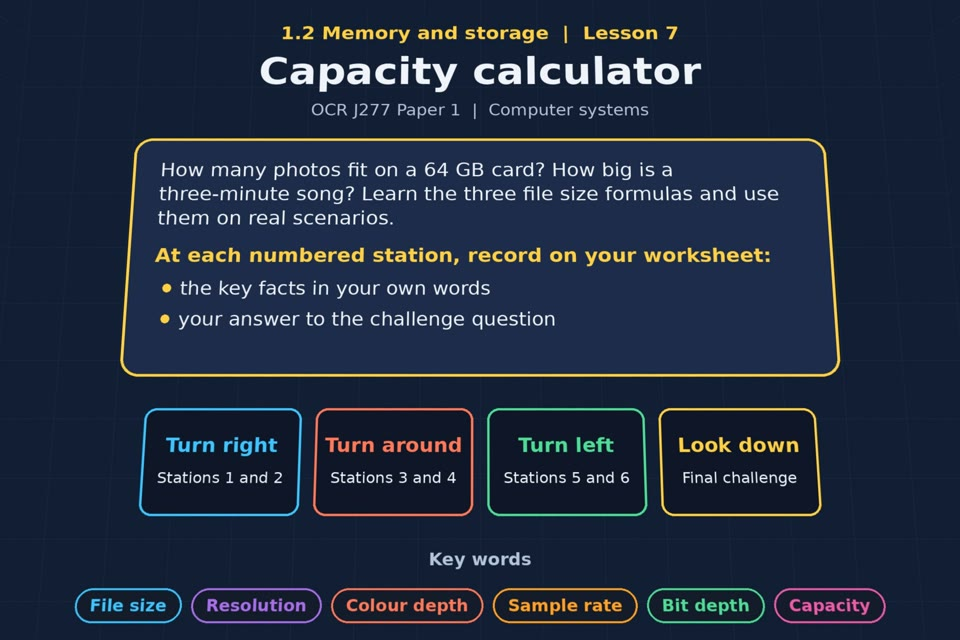 1.2 Memory and storage | Lesson 7
Capacity calculator
OCR J277 Paper 1 | Computer systems
How many photos fit on a 64 GB card? How big is a
three-minute song? Learn the three file size formulas and use
them on real scenarios.
At each numbered station, record on your worksheet:
• the key facts in your own words
• your answer to the challenge question
Turn right
Stations 1 and 2
Turn around
Stations 3 and 4
Turn left
Stations 5 and 6
Look down
Final challenge
Key words
File size
Resolution
Colour depth
Sample rate
Bit depth
Capacity